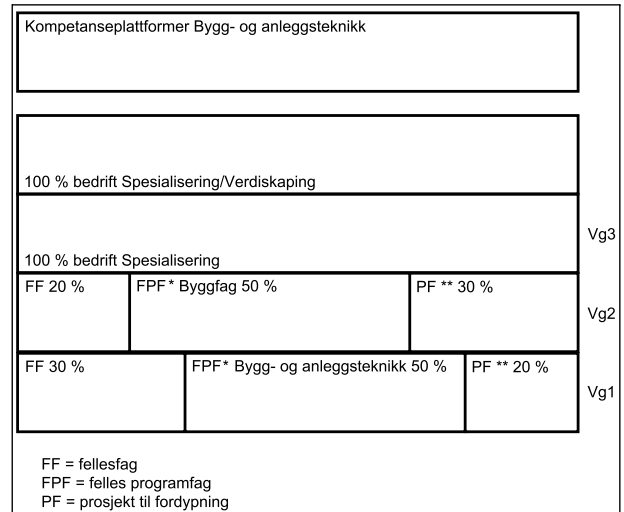 Kompetanseplattformer Bygg- og anleggsteknikk
100 % bedrift Spesialisering/Verdiskaping
100 % bedrift Spesialisering
Vg3
FF 20 %
FPF* Byggfag 50 %
PF ** 30 %
Vg2
FF 30 %
FPF* Bygg- og anleggsteknikk 50 %
PF ** 20 %
Vg1
FF = fellesfag
FPF = felles programfag
PF = prosjekt til fordypning